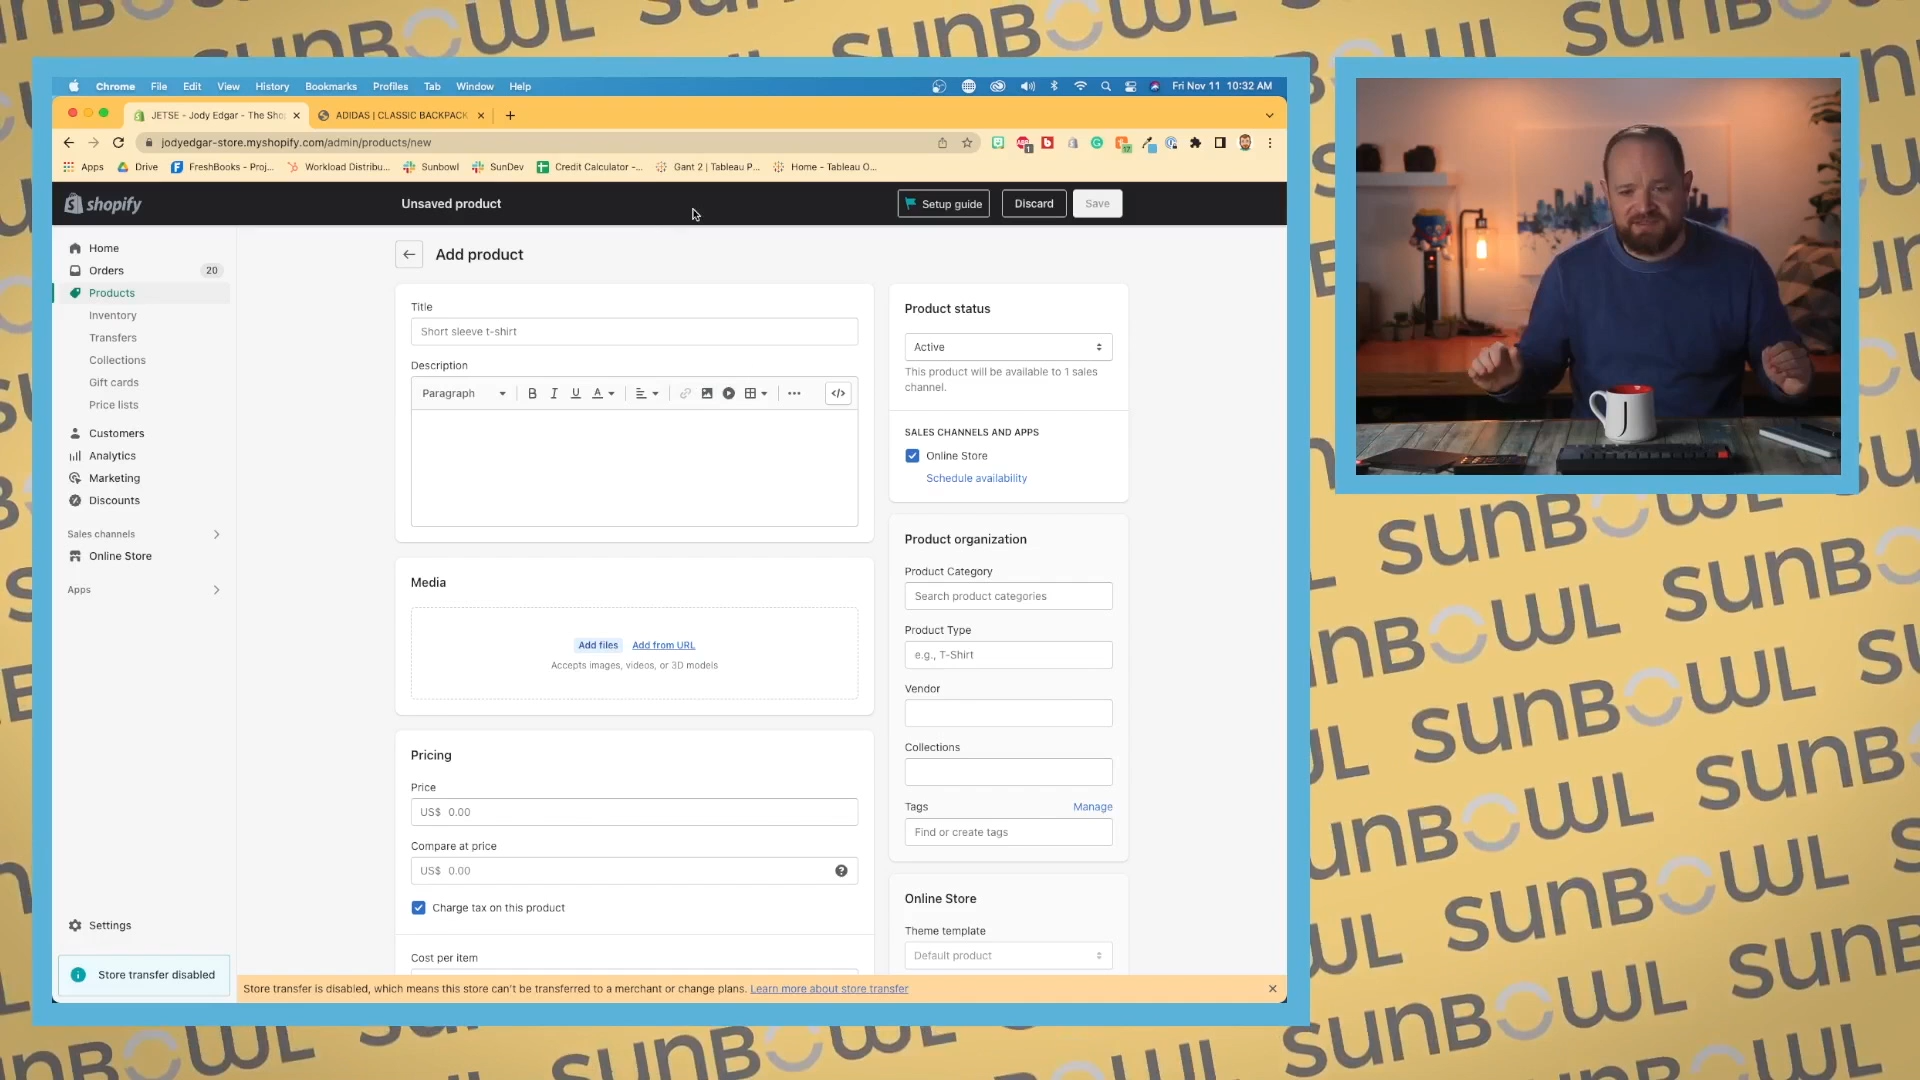 Chrome File Edit View History Bookmarks Profiles Tab Window Help Fri Nov 11 10:32 AM
JETSE - Jody Edgar - The Sho
ADIDAS | CLASSIC BACKPACK
jodyedgar-store.myshopify.com/admin/products/new
Apps Drive FreshBooks - Proj... Workload Distribu... Sunbowl SunDev Credit Calculator -... Gant 2 | Tableau P... Home - Tableau O...
shopify
Unsaved product
Setup guide
Discard
Save
Home
Orders 20
Products
Inventory
Transfers
Collections
Gift cards
Price lists
Customers
Analytics
Marketing
Discounts
Sales channels
Online Store
Apps
Settings
Store transfer disabled
Add product
Title
Short sleeve t-shirt
Description
Paragraph B I U A
Media
Add files Add from URL
Accepts images, videos, or 3D models
Pricing
Price
US$ 0.00
Compare at price
US$ 0.00
Charge tax on this product
Cost per item
Product status
Active
This product will be available to 1 sales
channel.
SALES CHANNELS AND APPS
Online Store
Schedule availability
Product organization
Product Category
Search product categories
Product Type
e.g., T-Shirt
Vendor
Collections
Tags Manage
Find or create tags
Online Store
Theme template
Default product
Store transfer is disabled, which means this store can't be transferred to a merchant or change plans. Learn more about store transfer
J
sunBOWL
sunBOWL
sunBOWL
sunBOWL
sunBOWL
sunBOWL